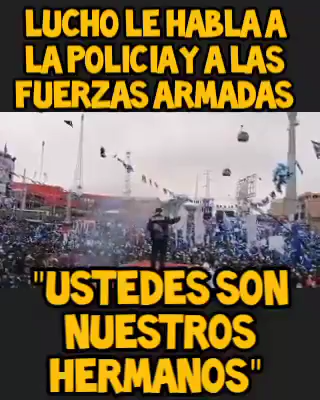 LUCHO LE HABLA A
LA POLICIA Y A LAS
FUERZAS ARMADAS
"USTEDES SON
NUESTROS
HERMANOS"